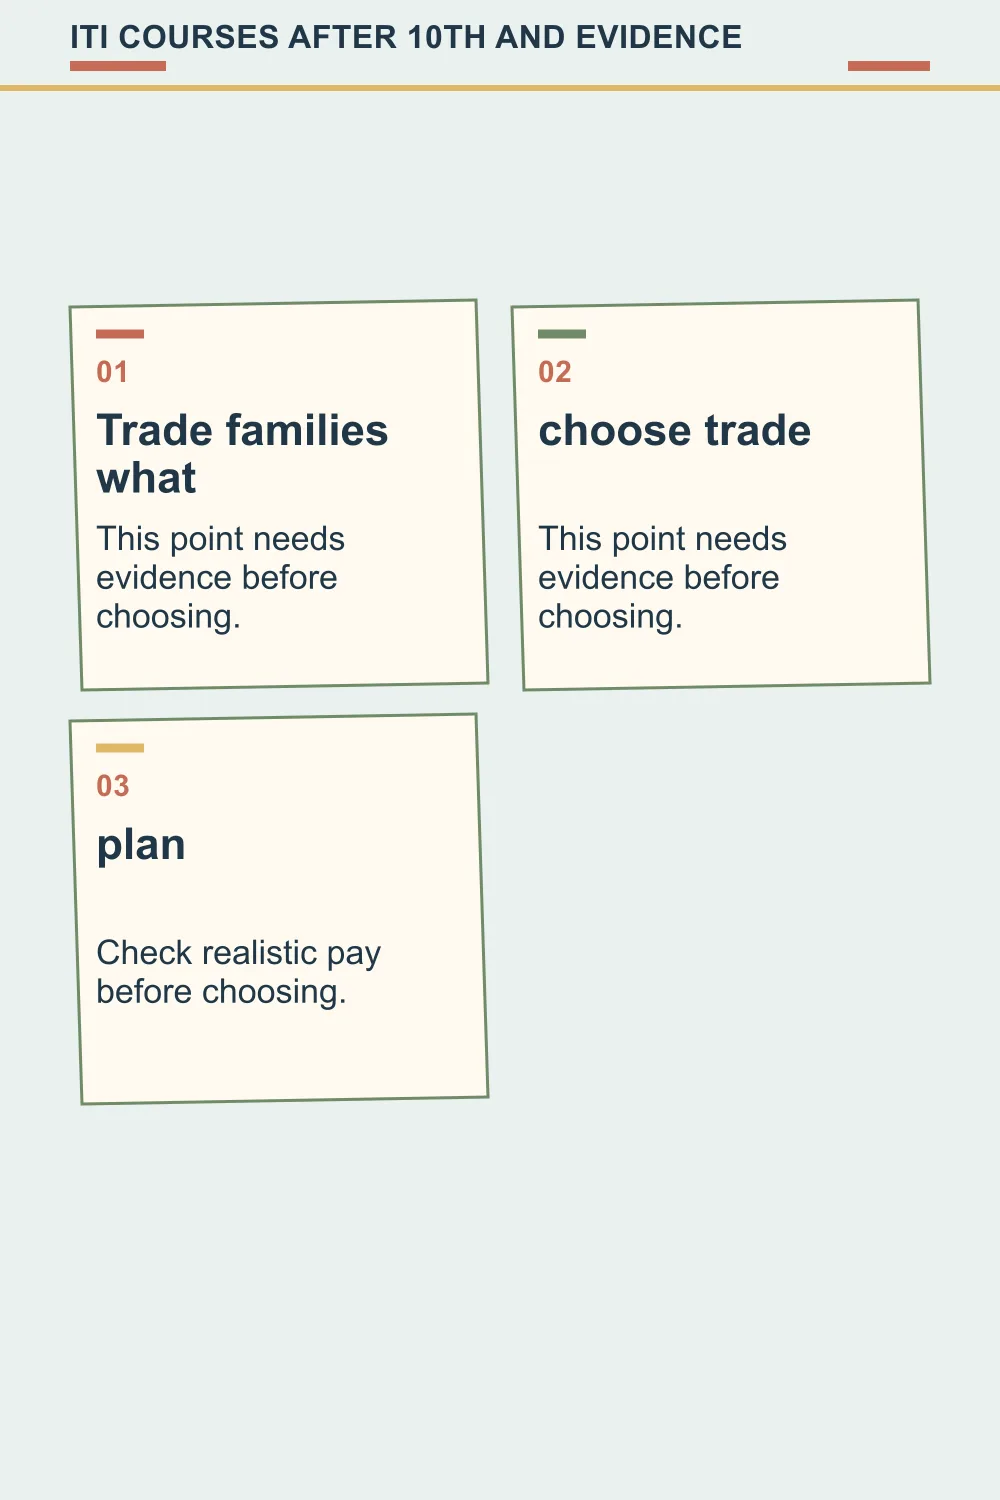 ITI COURSES AFTER 10TH AND EVIDENCE
01
Trade families
what
This point needs
evidence before
choosing.
02
choose trade
This point needs
evidence before
choosing.
03
plan
Check realistic pay
before choosing.